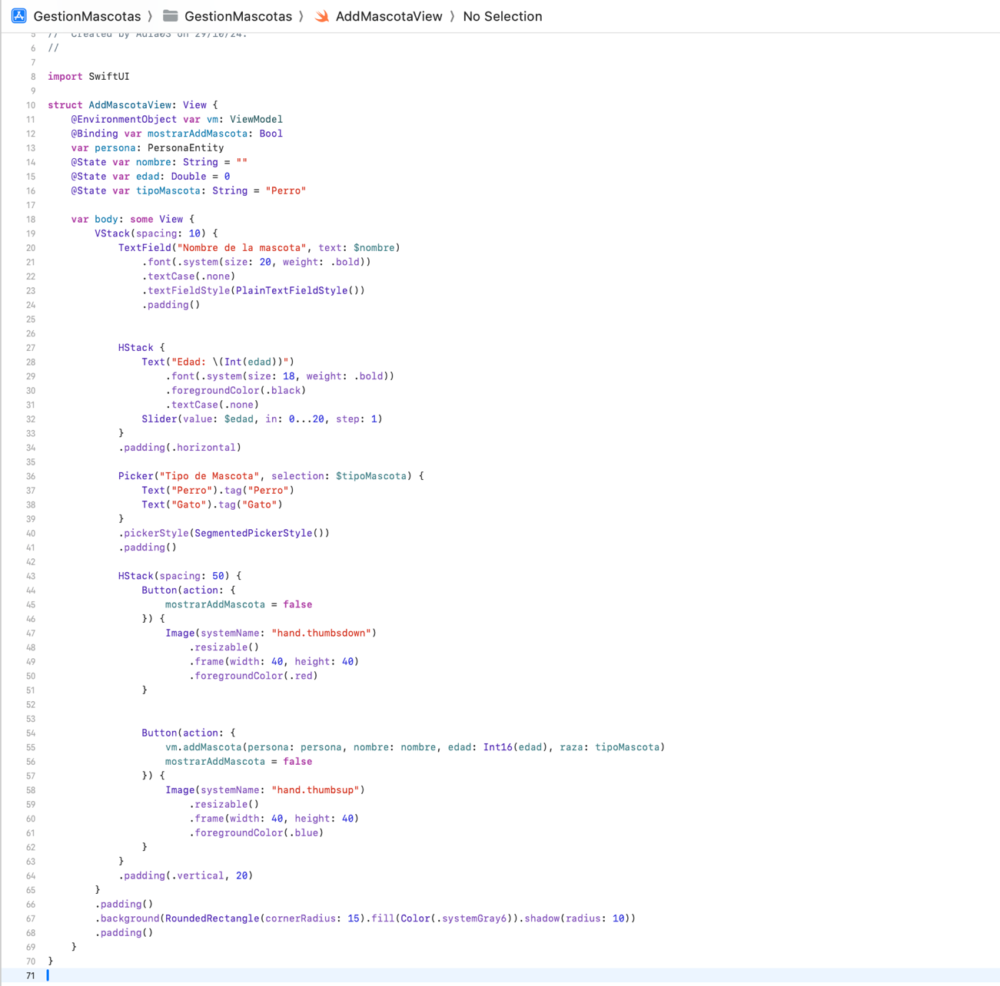 GestionMascotas 〉 GestionMascotas 〉 AddMascotaView 〉 No Selection
5 //  Created by Adla03 on 29/10/24.
6 //
7
8 import SwiftUI
9
10 struct AddMascotaView: View {
11     @EnvironmentObject var vm: ViewModel
12     @Binding var mostrarAddMascota: Bool
13     var persona: PersonaEntity
14     @State var nombre: String = ""
15     @State var edad: Double = 0
16     @State var tipoMascota: String = "Perro"
17
18     var body: some View {
19         VStack(spacing: 10) {
20             TextField("Nombre de la mascota", text: $nombre)
21                 .font(.system(size: 20, weight: .bold))
22                 .textCase(.none)
23                 .textFieldStyle(PlainTextFieldStyle())
24                 .padding()
25
26
27             HStack {
28                 Text("Edad: \(Int(edad))")
29                     .font(.system(size: 18, weight: .bold))
30                     .foregroundColor(.black)
31                     .textCase(.none)
32                 Slider(value: $edad, in: 0...20, step: 1)
33             }
34             .padding(.horizontal)
35
36             Picker("Tipo de Mascota", selection: $tipoMascota) {
37                 Text("Perro").tag("Perro")
38                 Text("Gato").tag("Gato")
39             }
40             .pickerStyle(SegmentedPickerStyle())
41             .padding()
42
43             HStack(spacing: 50) {
44                 Button(action: {
45                     mostrarAddMascota = false
46                 }) {
47                     Image(systemName: "hand.thumbsdown")
48                         .resizable()
49                         .frame(width: 40, height: 40)
50                         .foregroundColor(.red)
51                 }
52
53
54                 Button(action: {
55                     vm.addMascota(persona: persona, nombre: nombre, edad: Int16(edad), raza: tipoMascota)
56                     mostrarAddMascota = false
57                 }) {
58                     Image(systemName: "hand.thumbsup")
59                         .resizable()
60                         .frame(width: 40, height: 40)
61                         .foregroundColor(.blue)
62                 }
63             }
64             .padding(.vertical, 20)
65         }
66         .padding()
67         .background(RoundedRectangle(cornerRadius: 15).fill(Color(.systemGray6)).shadow(radius: 10))
68         .padding()
69     }
70 }
71